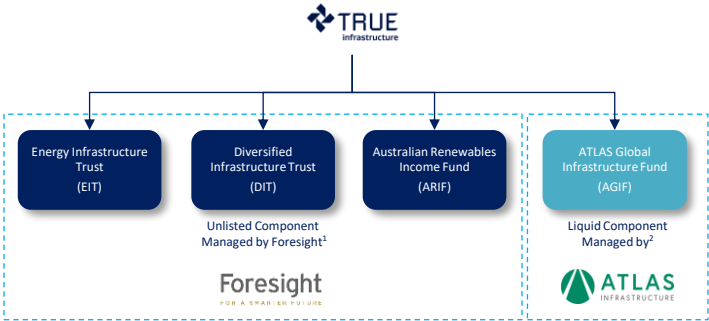 TRUE
infrastructure
Energy Infrastructure
Trust
(EIT)
Diversified
Infrastructure Trust
(DIT)
Australian Renewables
Income Fund
(ARIF)
ATLAS Global
Infrastructure Fund
(AGIF)
Unlisted Component
Managed by Foresight¹
Liquid Component
Managed by²
Foresight
FOR A SMARTER FUTURE
ATLAS
INFRASTRUCTURE